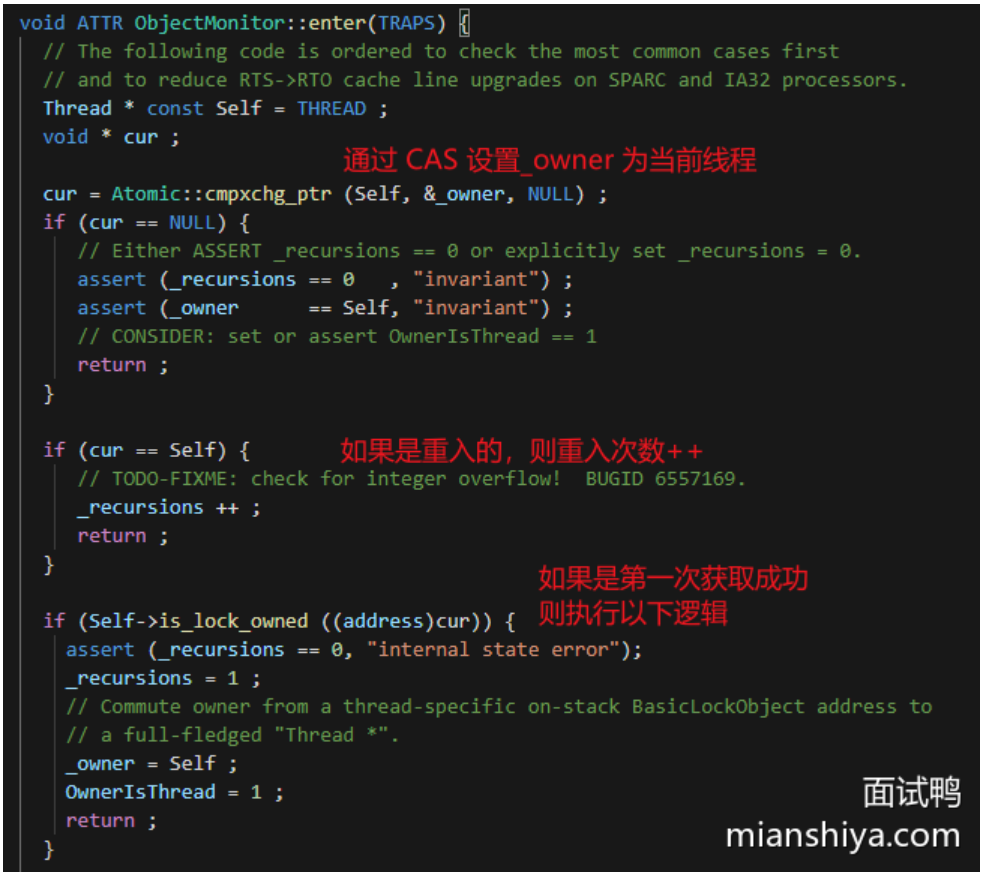 void ATTR ObjectMonitor::enter(TRAPS) {
// The following code is ordered to check the most common cases first
// and to reduce RTS->RTO cache line upgrades on SPARC and IA32 processors.
Thread * const Self = THREAD ;
void * cur ;
通过 CAS 设置_owner 为当前线程
cur = Atomic::cmpxchg_ptr (Self, &_owner, NULL) ;
if (cur == NULL) {
// Either ASSERT _recursions == 0 or explicitly set _recursions = 0.
assert (_recursions == 0   , "invariant") ;
assert (_owner      == Self, "invariant") ;
// CONSIDER: set or assert OwnerIsThread == 1
return ;
}
if (cur == Self) {
如果是重入的，则重入次数++
// TODO-FIXME: check for integer overflow!  BUGID 6557169.
_recursions ++ ;
return ;
}
如果是第一次获取成功
则执行以下逻辑
if (Self->is_lock_owned ((address)cur)) {
assert (_recursions == 0, "internal state error");
_recursions = 1 ;
// Commute owner from a thread-specific on-stack BasicLockObject address to
// a full-fledged "Thread *".
_owner = Self ;
OwnerIsThread = 1 ;
return ;
}
面试鸭
mianshiya.com